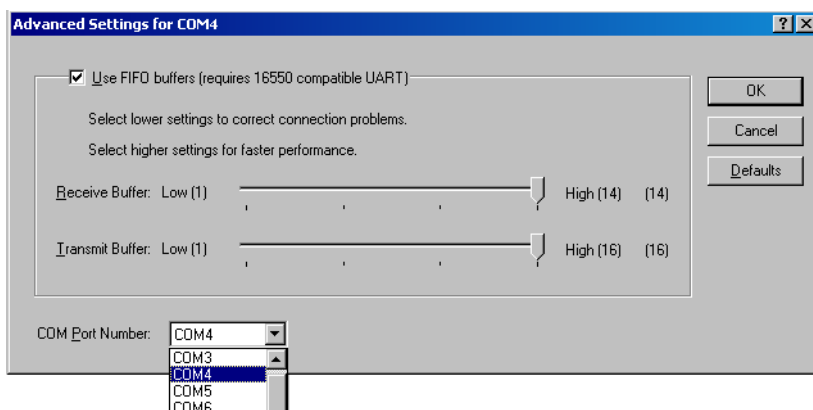 Advanced Settings for COM4
Use FIFO buffers (requires 16550 compatible UART)
OK
Select lower settings to correct connection problems.
Cancel
Select higher settings for faster performance.
Defaults
Receive Buffer: Low (1) High (14) (14)
Transmit Buffer: Low (1) High (16) (16)
COM Port Number: COM4
COM3
COM4
COM5
COM6